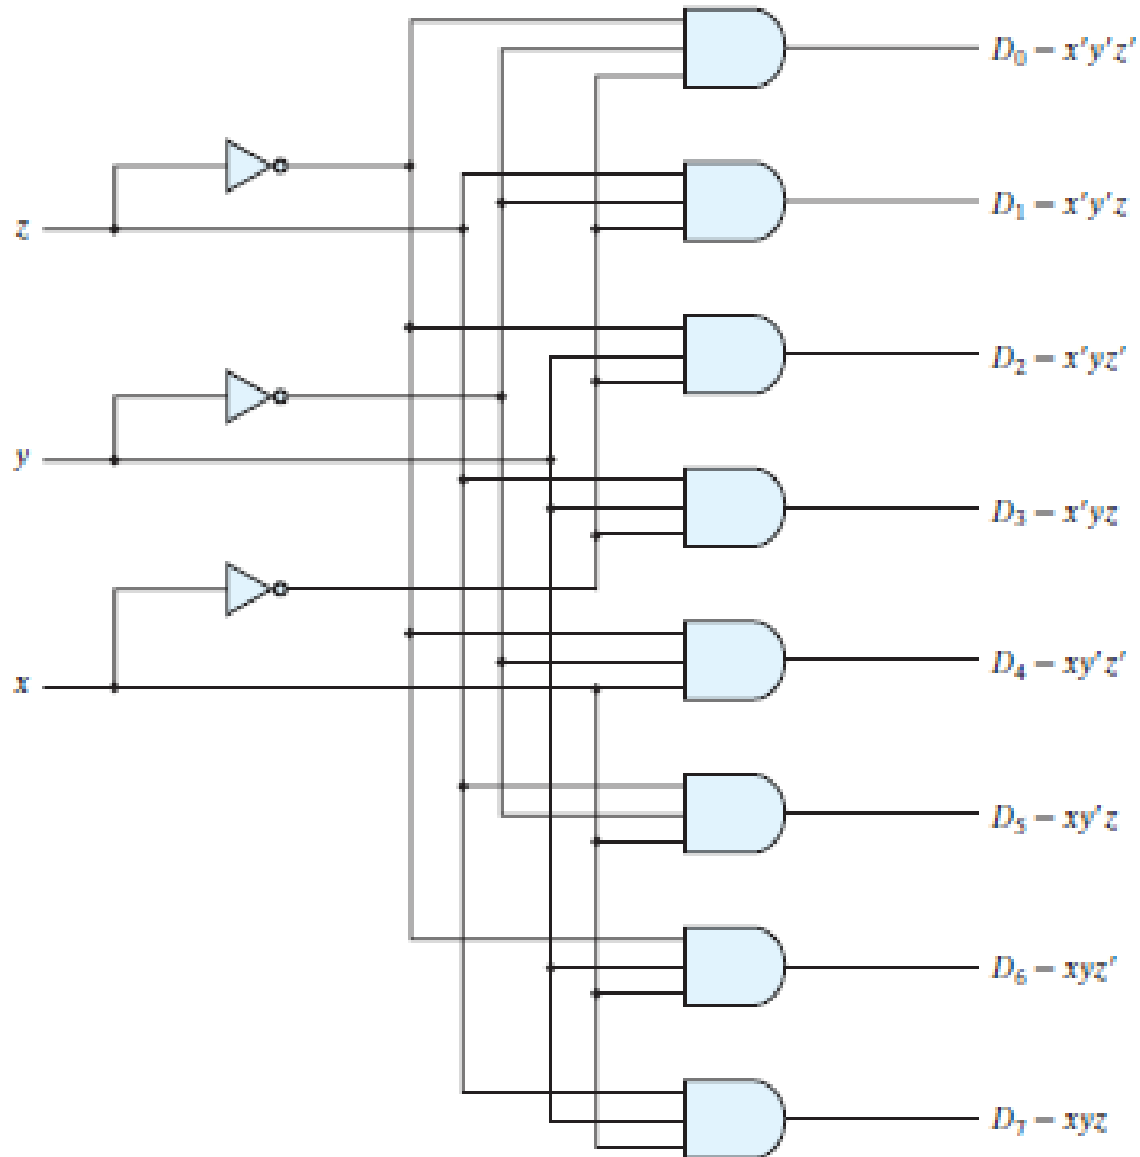 D₀ = x′y′z′
D₁ = x′y′z
z
D₂ = x′yz′
y
D₃ = x′yz
D₄ = xy′z′
x
D₅ = xy′z
D₆ = xyz′
D₇ = xyz